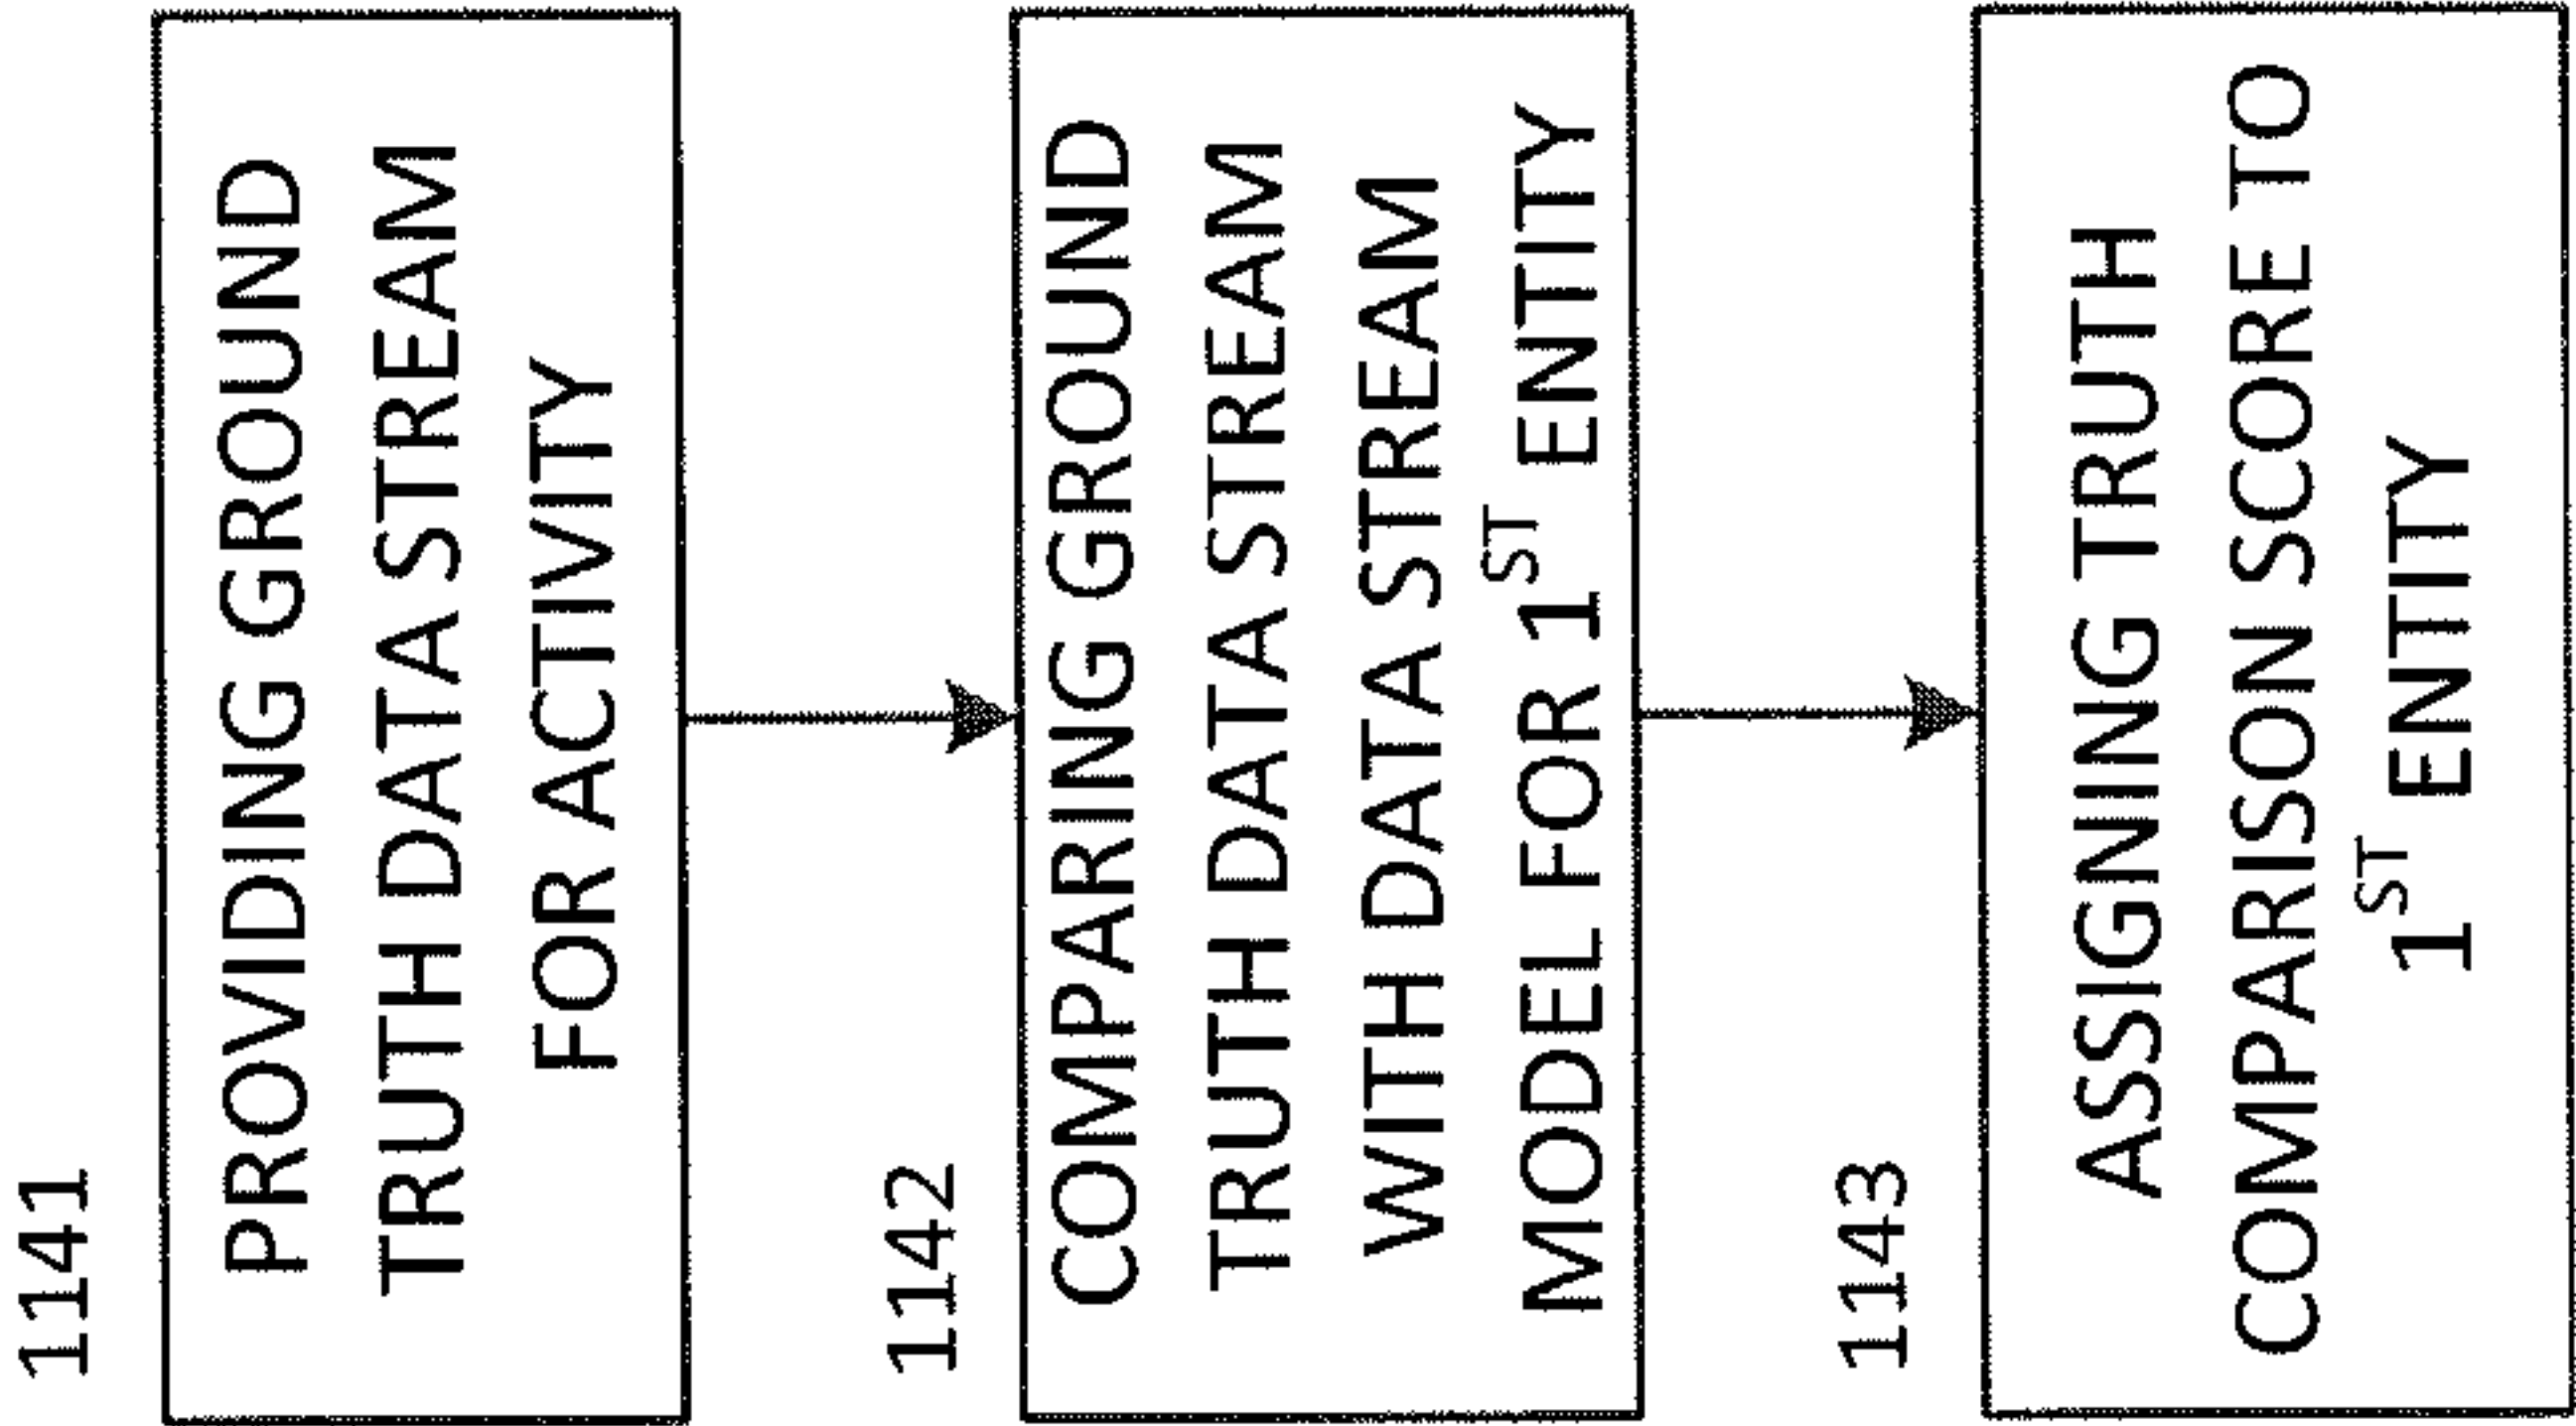 1141
PROVIDING GROUND
TRUTH DATA STREAM
FOR ACTIVITY
1142
COMPARING GROUND
TRUTH DATA STREAM
WITH DATA STREAM
MODEL FOR 1ST ENTITY
1143
ASSIGNING TRUTH
COMPARISON SCORE TO
1ST ENTITY